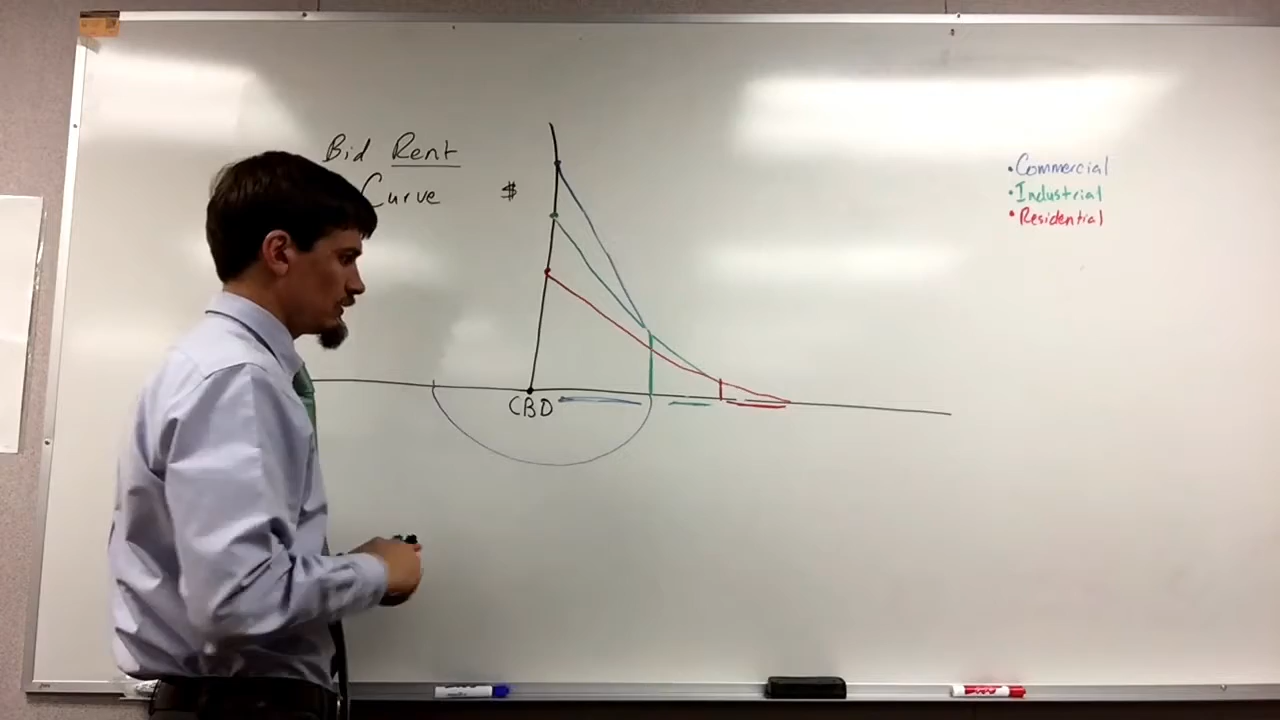 Bid Rent
Curve
$
CBD
•Commercial
•Industrial
•Residential